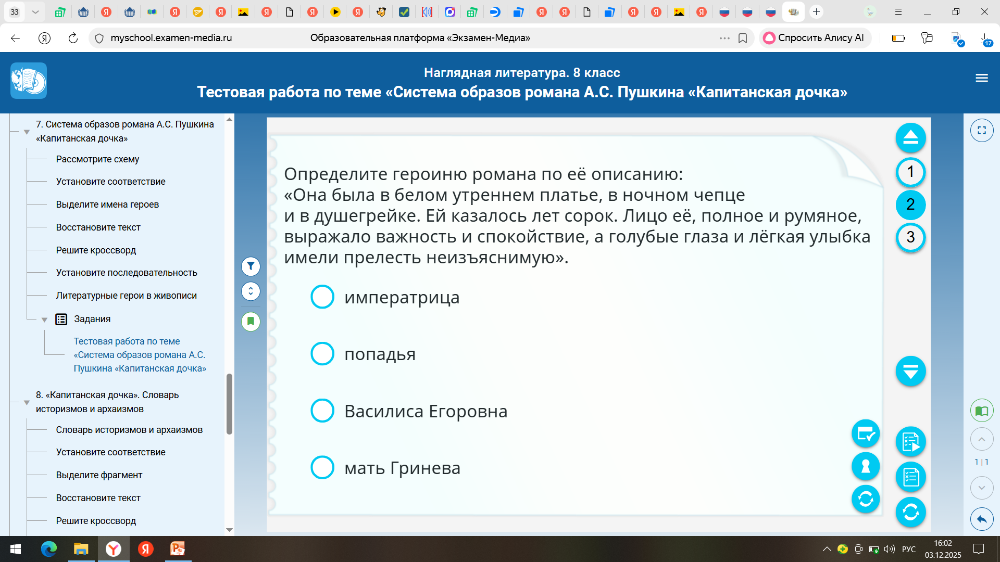 33
myschool.examen-media.ru
Образовательная платформа «Экзамен-Медиа»
Спросить Алису AI
17
Наглядная литература. 8 класс
Тестовая работа по теме «Система образов романа А.С. Пушкина «Капитанская дочка»
7. Система образов романа А.С. Пушкина
«Капитанская дочка»
Рассмотрите схему
Установите соответствие
Выделите имена героев
Восстановите текст
Решите кроссворд
Установите последовательность
Литературные герои в живописи
Задания
Тестовая работа по теме
«Система образов романа А.С.
Пушкина «Капитанская дочка»
8. «Капитанская дочка». Словарь
историзмов и архаизмов
Словарь историзмов и архаизмов
Установите соответствие
Выделите фрагмент
Восстановите текст
Решите кроссворд
Определите героиню романа по её описанию:
«Она была в белом утреннем платье, в ночном чепце
и в душегрейке. Ей казалось лет сорок. Лицо её, полное и румяное,
выражало важность и спокойствие, а голубые глаза и лёгкая улыбка
имели прелесть неизъяснимую».
императрица
попадья
Василиса Егоровна
мать Гринева
1
2
3
1 | 1
РУС
16:02
03.12.2025